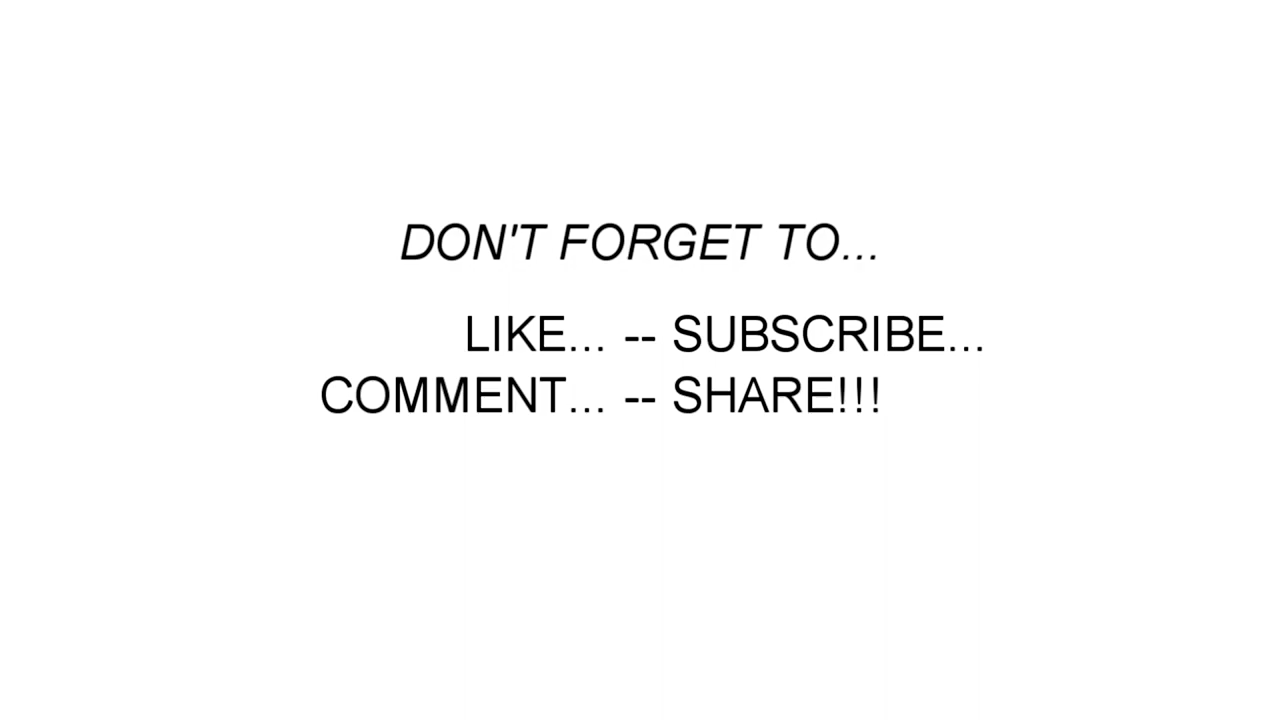 DON'T FORGET TO...
LIKE... -- SUBSCRIBE...
COMMENT... -- SHARE!!!